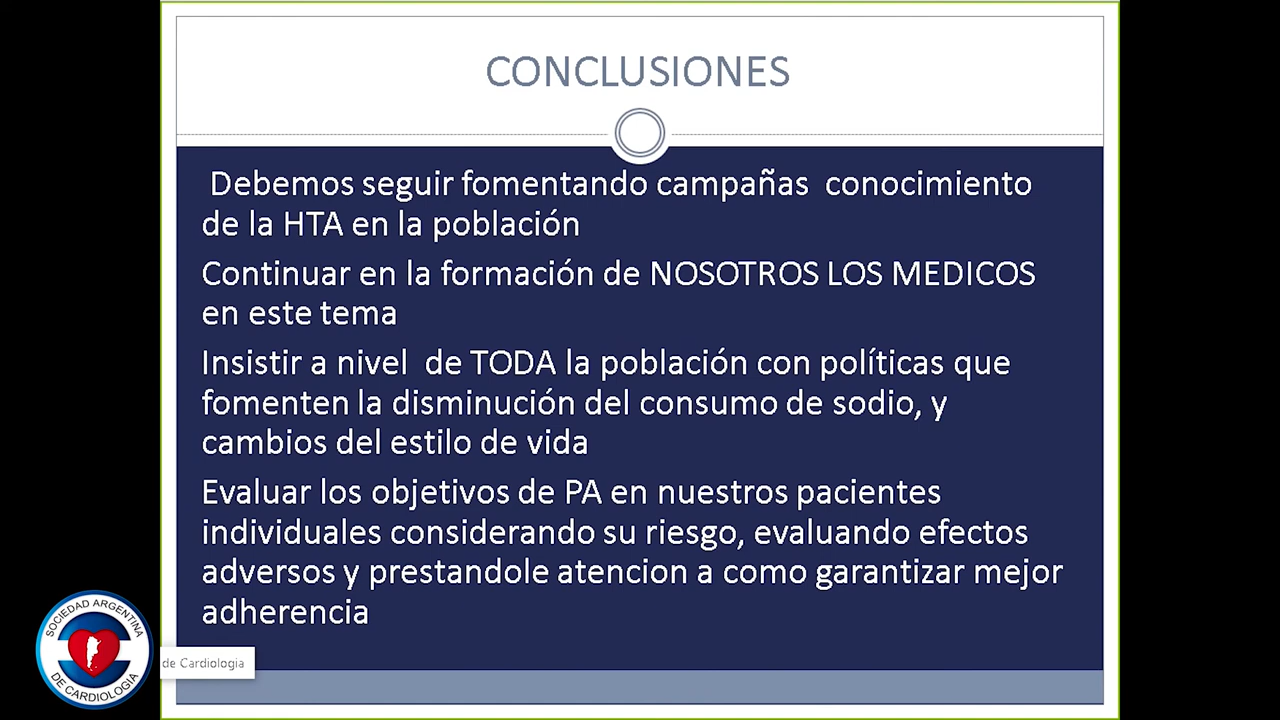 CONCLUSIONES
Debemos seguir fomentando campañas conocimiento
de la HTA en la población
Continuar en la formación de NOSOTROS LOS MEDICOS
en este tema
Insistir a nivel de TODA la población con políticas que
fomenten la disminución del consumo de sodio, y
cambios del estilo de vida
Evaluar los objetivos de PA en nuestros pacientes
individuales considerando su riesgo, evaluando efectos
adversos y prestandole atencion a como garantizar mejor
adherencia
SOCIEDAD ARGENTINA
DE CARDIOLOGIA
de Cardiologia